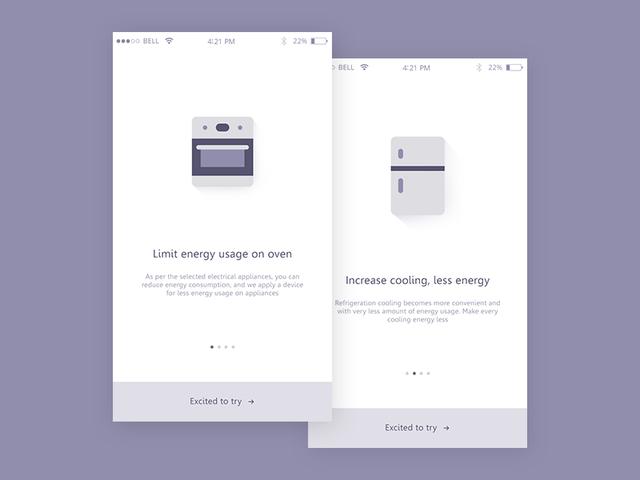 BELL
4:21 PM
22%
Limit energy usage on oven
As per the selected electrical appliances, you can
reduce energy consumption, and we apply a device
for less energy usage on appliances
Excited to try →
BELL
4:21 PM
22%
Increase cooling, less energy
Refrigeration cooling becomes more convenient and
with very less amount of energy usage. Make every
cooling energy less
Excited to try →